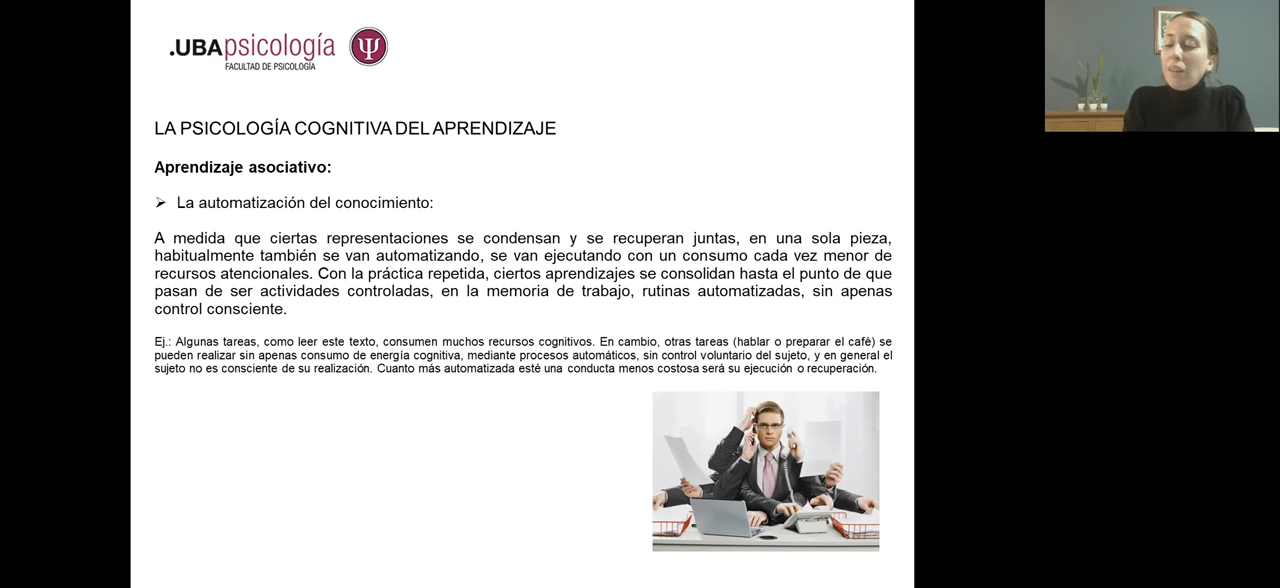 .UBApsicología
FACULTAD DE PSICOLOGÍA
LA PSICOLOGÍA COGNITIVA DEL APRENDIZAJE
Aprendizaje asociativo:
➢ La automatización del conocimiento:
A medida que ciertas representaciones se condensan y se recuperan juntas, en una sola pieza,
habitualmente también se van automatizando, se van ejecutando con un consumo cada vez menor de
recursos atencionales. Con la práctica repetida, ciertos aprendizajes se consolidan hasta el punto de que
pasan de ser actividades controladas, en la memoria de trabajo, rutinas automatizadas, sin apenas
control consciente.
Ej.: Algunas tareas, como leer este texto, consumen muchos recursos cognitivos. En cambio, otras tareas (hablar o preparar el café) se
pueden realizar sin apenas consumo de energía cognitiva, mediante procesos automáticos, sin control voluntario del sujeto, y en general el
sujeto no es consciente de su realización. Cuanto más automatizada esté una conducta menos costosa será su ejecución o recuperación.